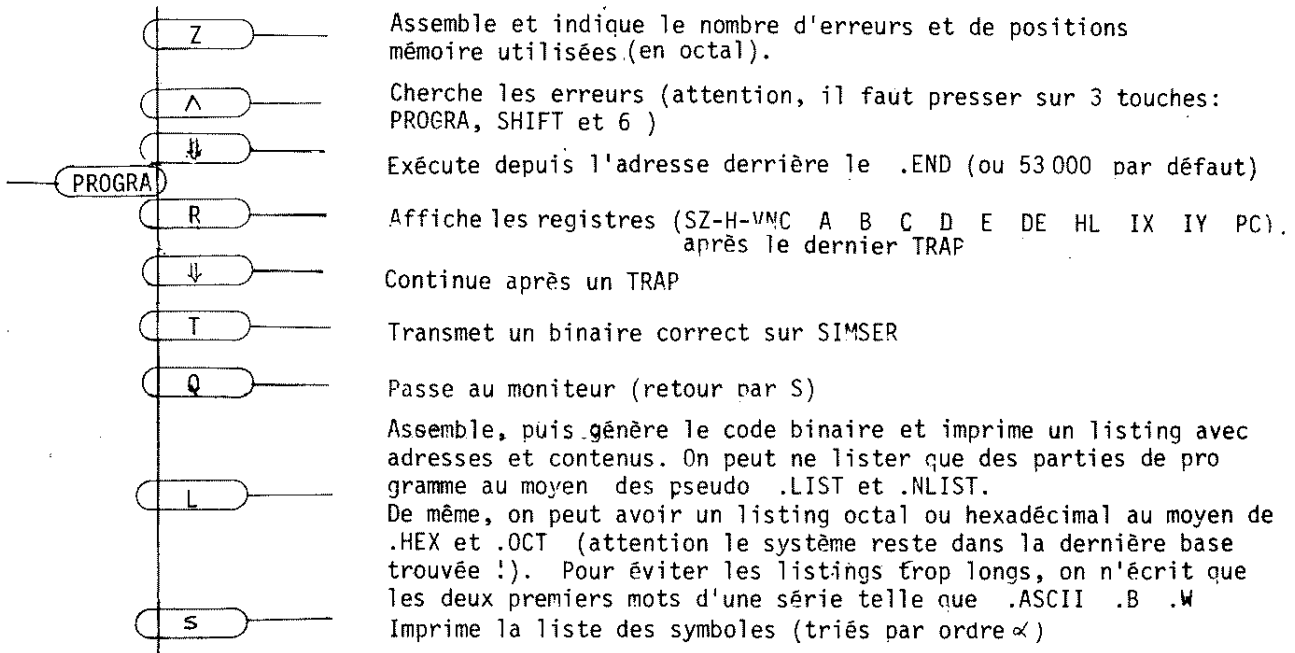 Z
Assemble et indique le nombre d'erreurs et de positions
mémoire utilisées (en octal).
∧
Cherche les erreurs (attention, il faut presser sur 3 touches:
PROGRA, SHIFT et 6 )
⇓
Exécute depuis l'adresse derrière le .END (ou 53 000 par défaut)
PROGRA
R
Affiche les registres (SZ-H-VNC A B C D E DE HL IX IY PC).
après le dernier TRAP
⇓
Continue après un TRAP
T
Transmet un binaire correct sur SIMSER
Q
Passe au moniteur (retour par S)
L
Assemble, puis génère le code binaire et imprime un listing avec
adresses et contenus. On peut ne lister que des parties de pro
gramme au moyen des pseudo .LIST et .NLIST.
De même, on peut avoir un listing octal ou hexadécimal au moyen de
.HEX et .OCT (attention le système reste dans la dernière base
trouvée !). Pour éviter les listings trop longs, on n'écrit que
les deux premiers mots d'une série telle que .ASCII .B .W
S
Imprime la liste des symboles (triés par ordre ∝)